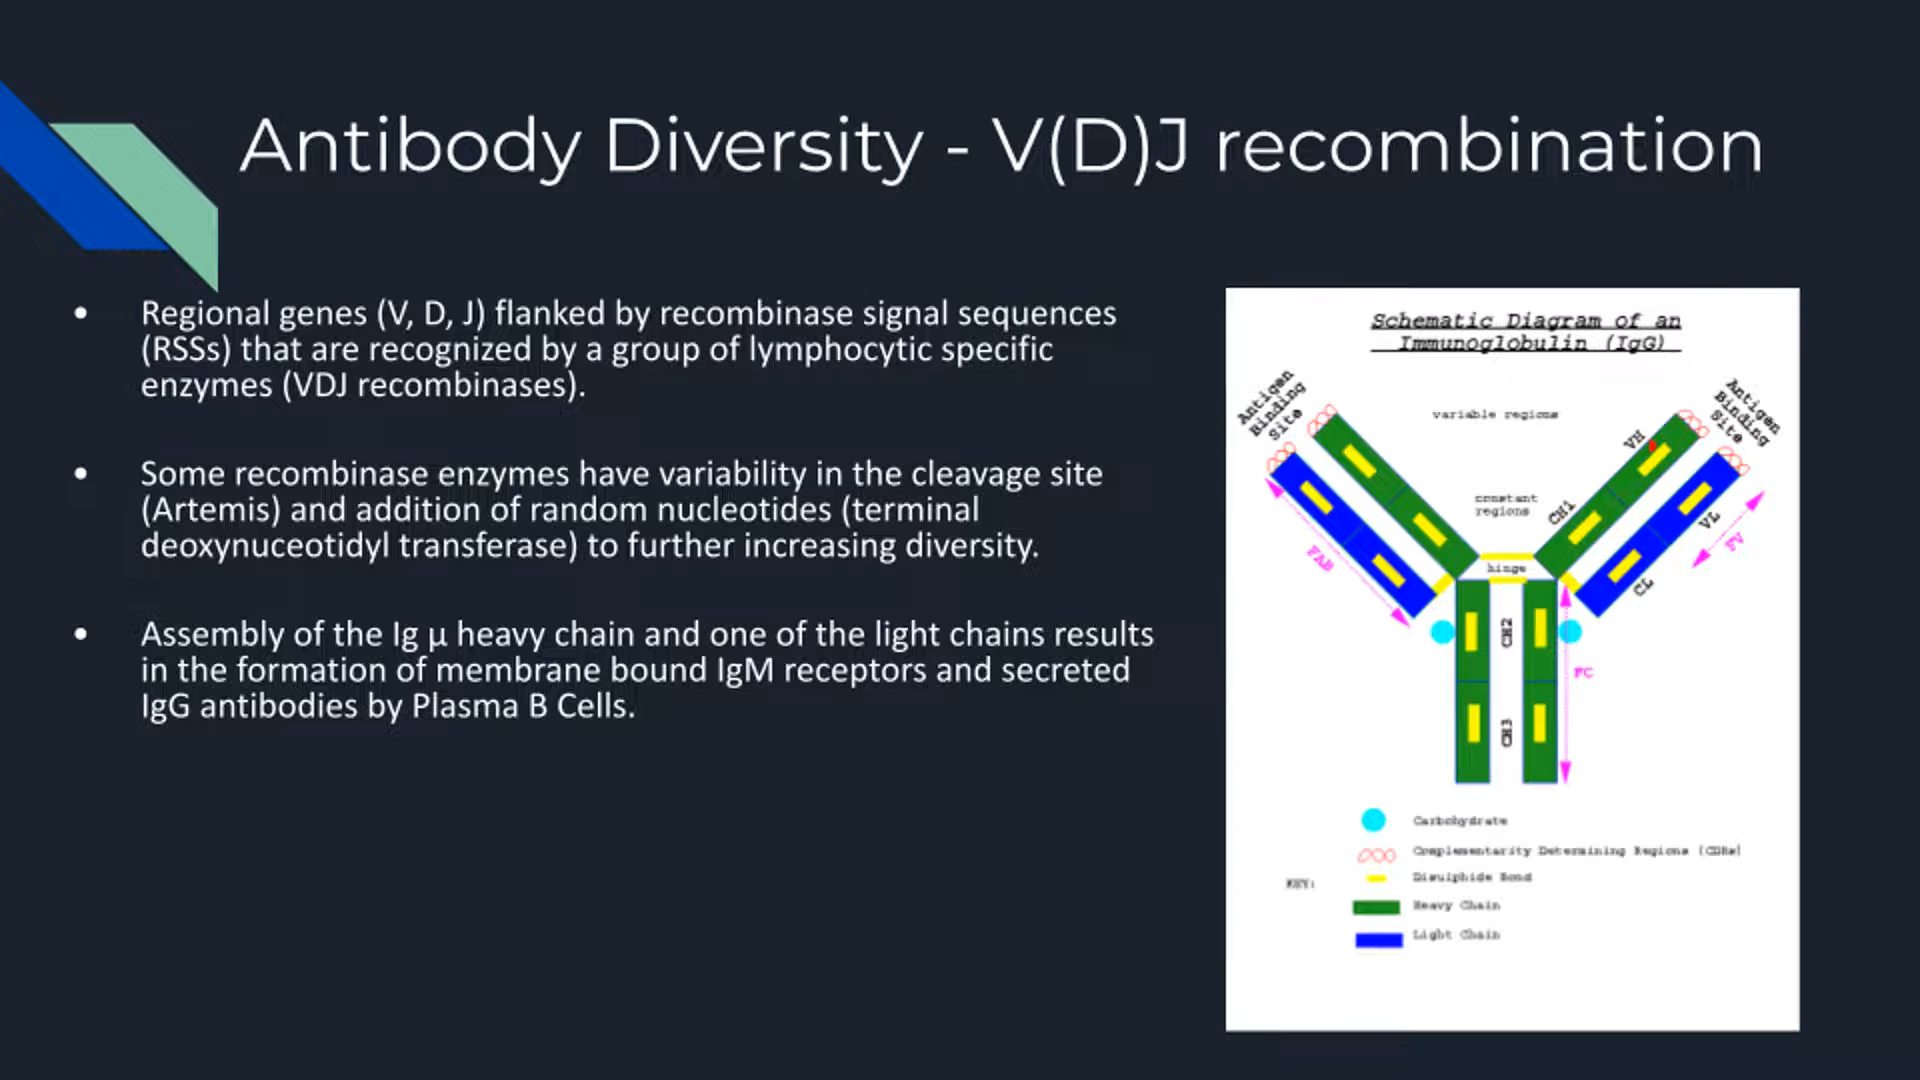 Antibody Diversity - V(D)J recombination
• Regional genes (V, D, J) flanked by recombinase signal sequences
(RSSs) that are recognized by a group of lymphocytic specific
enzymes (VDJ recombinases).
• Some recombinase enzymes have variability in the cleavage site
(Artemis) and addition of random nucleotides (terminal
deoxynuceotidyl transferase) to further increasing diversity.
• Assembly of the Ig μ heavy chain and one of the light chains results
in the formation of membrane bound IgM receptors and secreted
IgG antibodies by Plasma B Cells.
Schematic Diagram of an
Immunoglobulin (IgG)
Antigen
Binding
Site
variable regions
Antigen
Binding
Site
VH
constant
regions
CH1
VL
FV
FAB
hinge
CL
CH2
FC
CH3
Carbohydrate
Complementarity Determining Regions (CDRs)
KEY:
Disulphide Bond
Heavy Chain
Light Chain